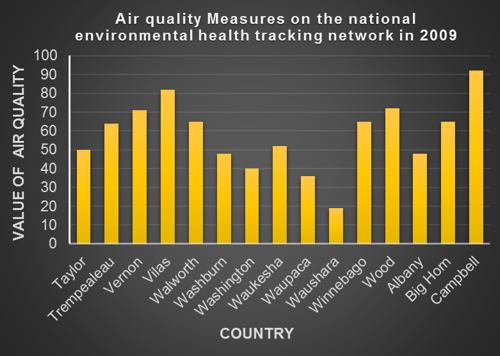 Air quality Measures on the national
environmental health tracking network in 2009
VALUE OF AIR QUALITY
100
90
80
70
60
50
40
30
20
10
0
Taylor
Trempealeau
Vernon
Vilas
Walworth
Washburn
Washington
Waukesha
Waupaca
Waushara
Winnebago
Wood
Albany
Big Horn
Campbell
COUNTRY